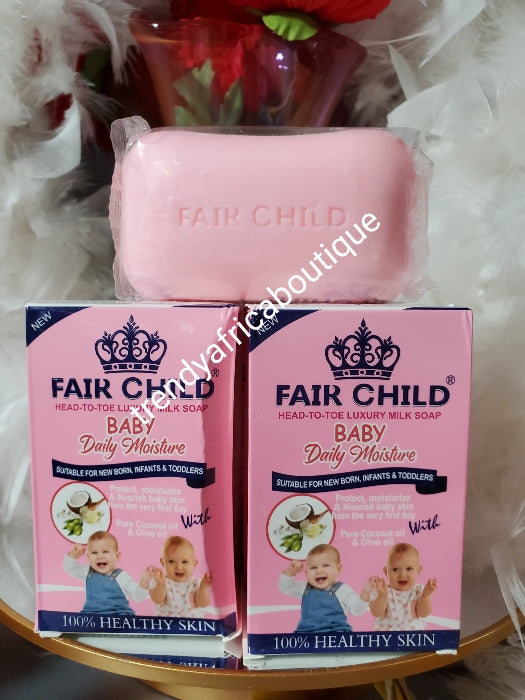 FAIR CHILD
trendyafricaboutique
NEW
FAIR CHILD®
HEAD-TO-TOE LUXURY MILK SOAP
BABY
Daily Moisture
SUITABLE FOR NEW BORN, INFANTS & TODDLERS
Protect, moisturize
& Nourish baby skin
from the very first day
With
Pure Coconut oil
& Olive oil
100% HEALTHY SKIN
NEW
FAIR CHILD®
HEAD-TO-TOE LUXURY MILK SOAP
BABY
Daily Moisture
SUITABLE FOR NEW BORN, INFANTS & TODDLERS
Protect, moisturize
& Nourish baby skin
from the very first day
With
Pure Coconut oil
& Olive oil
100% HEALTHY SKIN